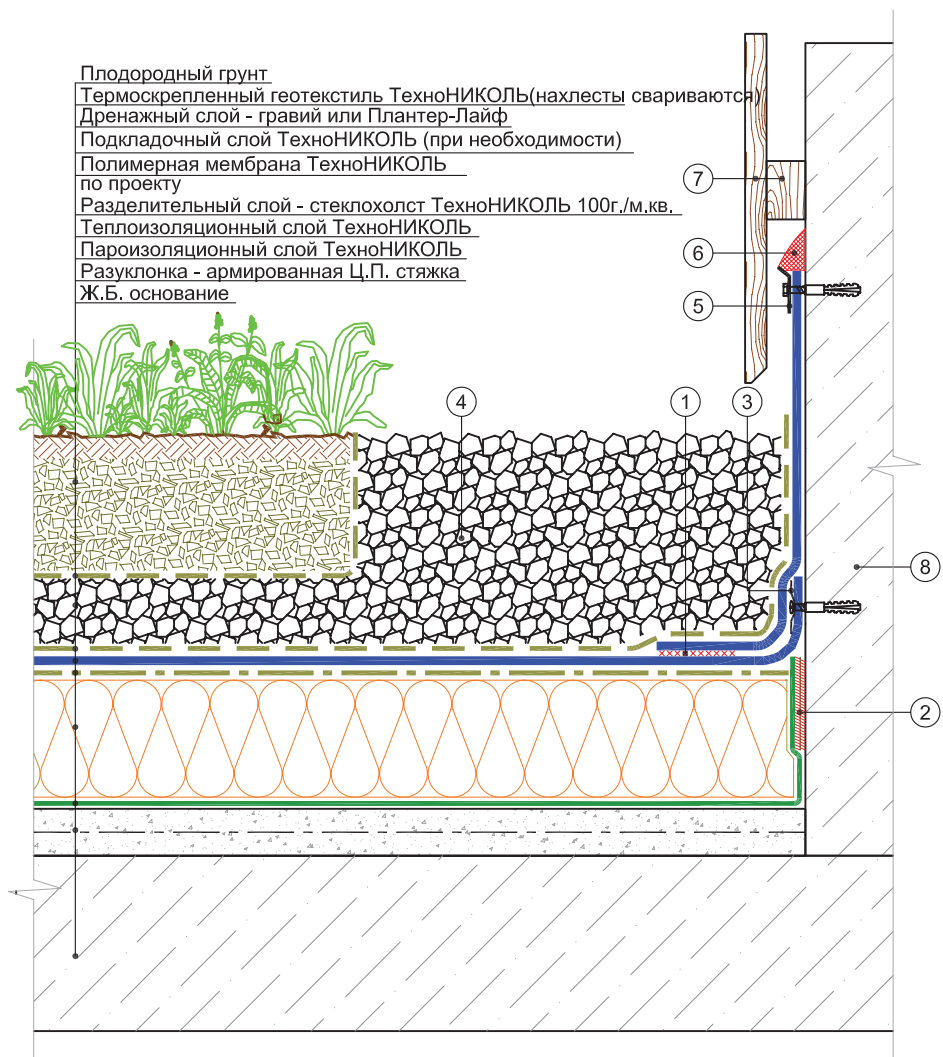 Плодородный грунт
Термоскрепленный геотекстиль ТехноНИКОЛЬ(нахлесты свариваются)
Дренажный слой - гравий или Плантер-Лайф
Подкладочный слой ТехноНИКОЛЬ (при необходимости)
Полимерная мембрана ТехноНИКОЛЬ
по проекту
Разделительный слой - стеклохолст ТехноНИКОЛЬ 100г./м.кв.
Теплоизоляционный слой ТехноНИКОЛЬ
Пароизоляционный слой ТехноНИКОЛЬ
Разуклонка - армированная Ц.П. стяжка
Ж.Б. основание
7
6
5
4
1
3
8
2